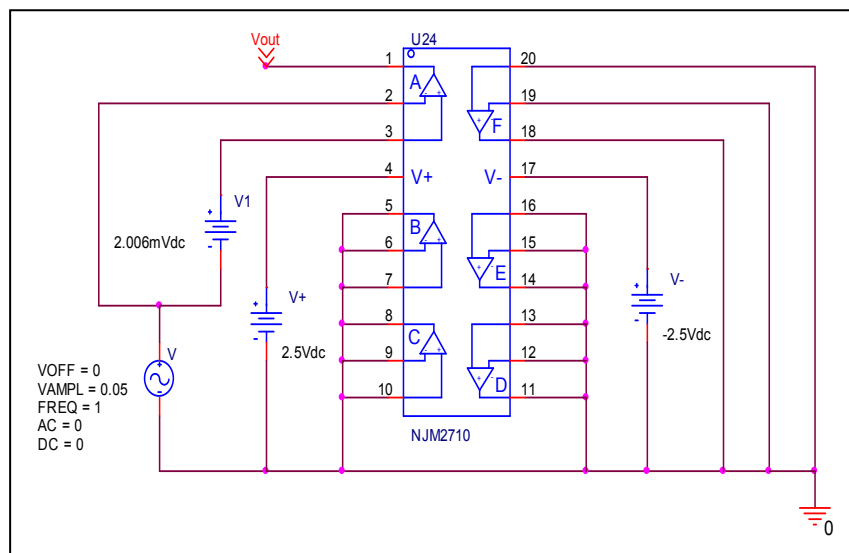 Vout
U24
1
2
3
4
5
6
7
8
9
10
20
19
18
17
16
15
14
13
12
11
A
F
V+
V-
B
E
C
D
- +
+ -
NJM2710
V1
2.006mVdc
V+
2.5Vdc
V-
-2.5Vdc
V
VOFF = 0
VAMPL = 0.05
FREQ = 1
AC = 0
DC = 0
0